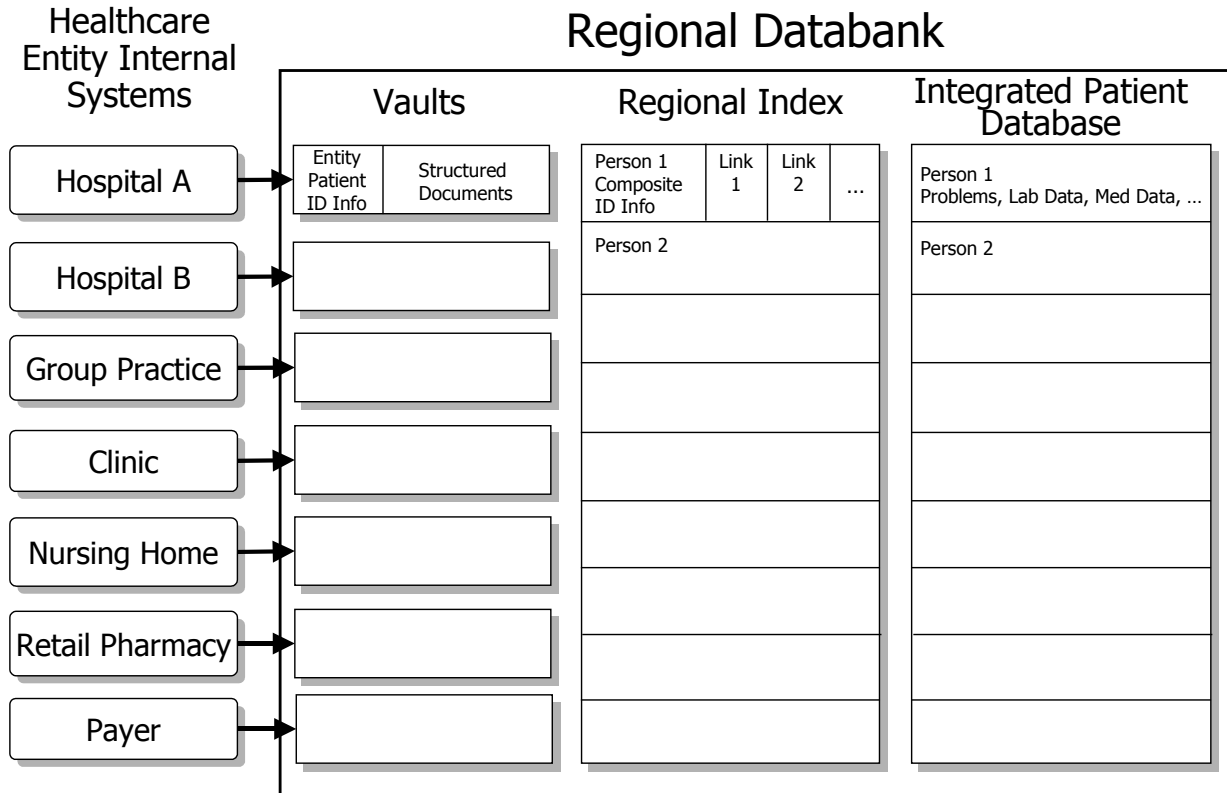 Healthcare
Entity Internal
Systems
Regional Databank
Vaults
Regional Index
Integrated Patient
Database
Hospital A
Entity
Patient
ID Info
Structured
Documents
Person 1
Composite
ID Info
Link
1
Link
2
...
Person 1
Problems, Lab Data, Med Data, ...
Hospital B
Person 2
Person 2
Group Practice
Clinic
Nursing Home
Retail Pharmacy
Payer